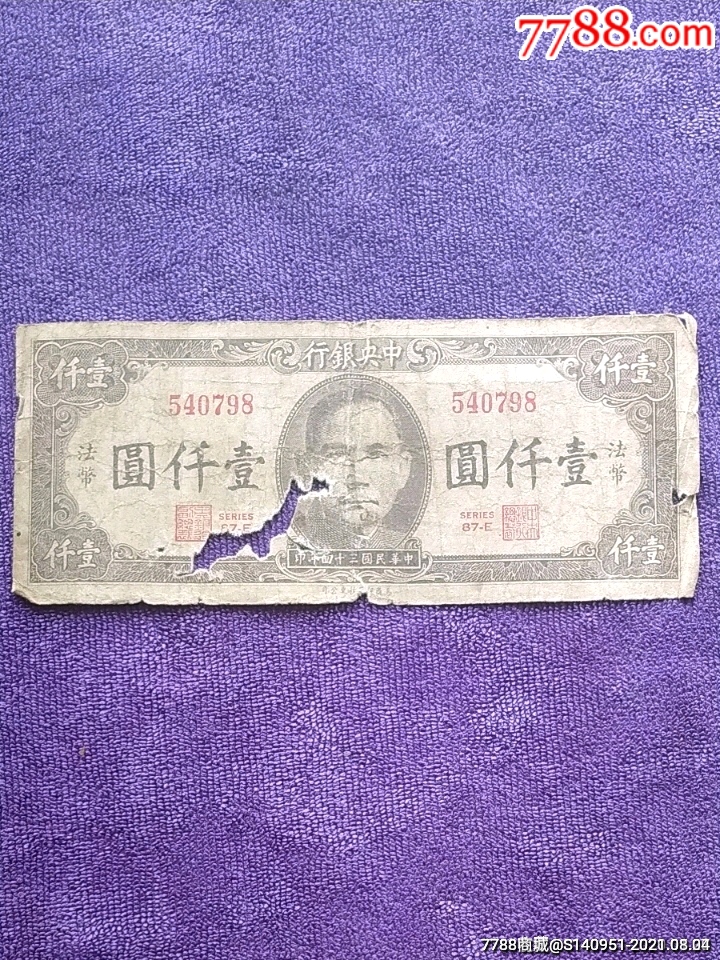 7788.com
行銀央中
仟壹
仟壹
540798
540798
法幣
圓仟壹
圓仟壹
法幣
SERIES
67-E
SERIES
87-E
仟壹
印年四十三國民華中
仟壹
7788商城@S140951-2021.08.04